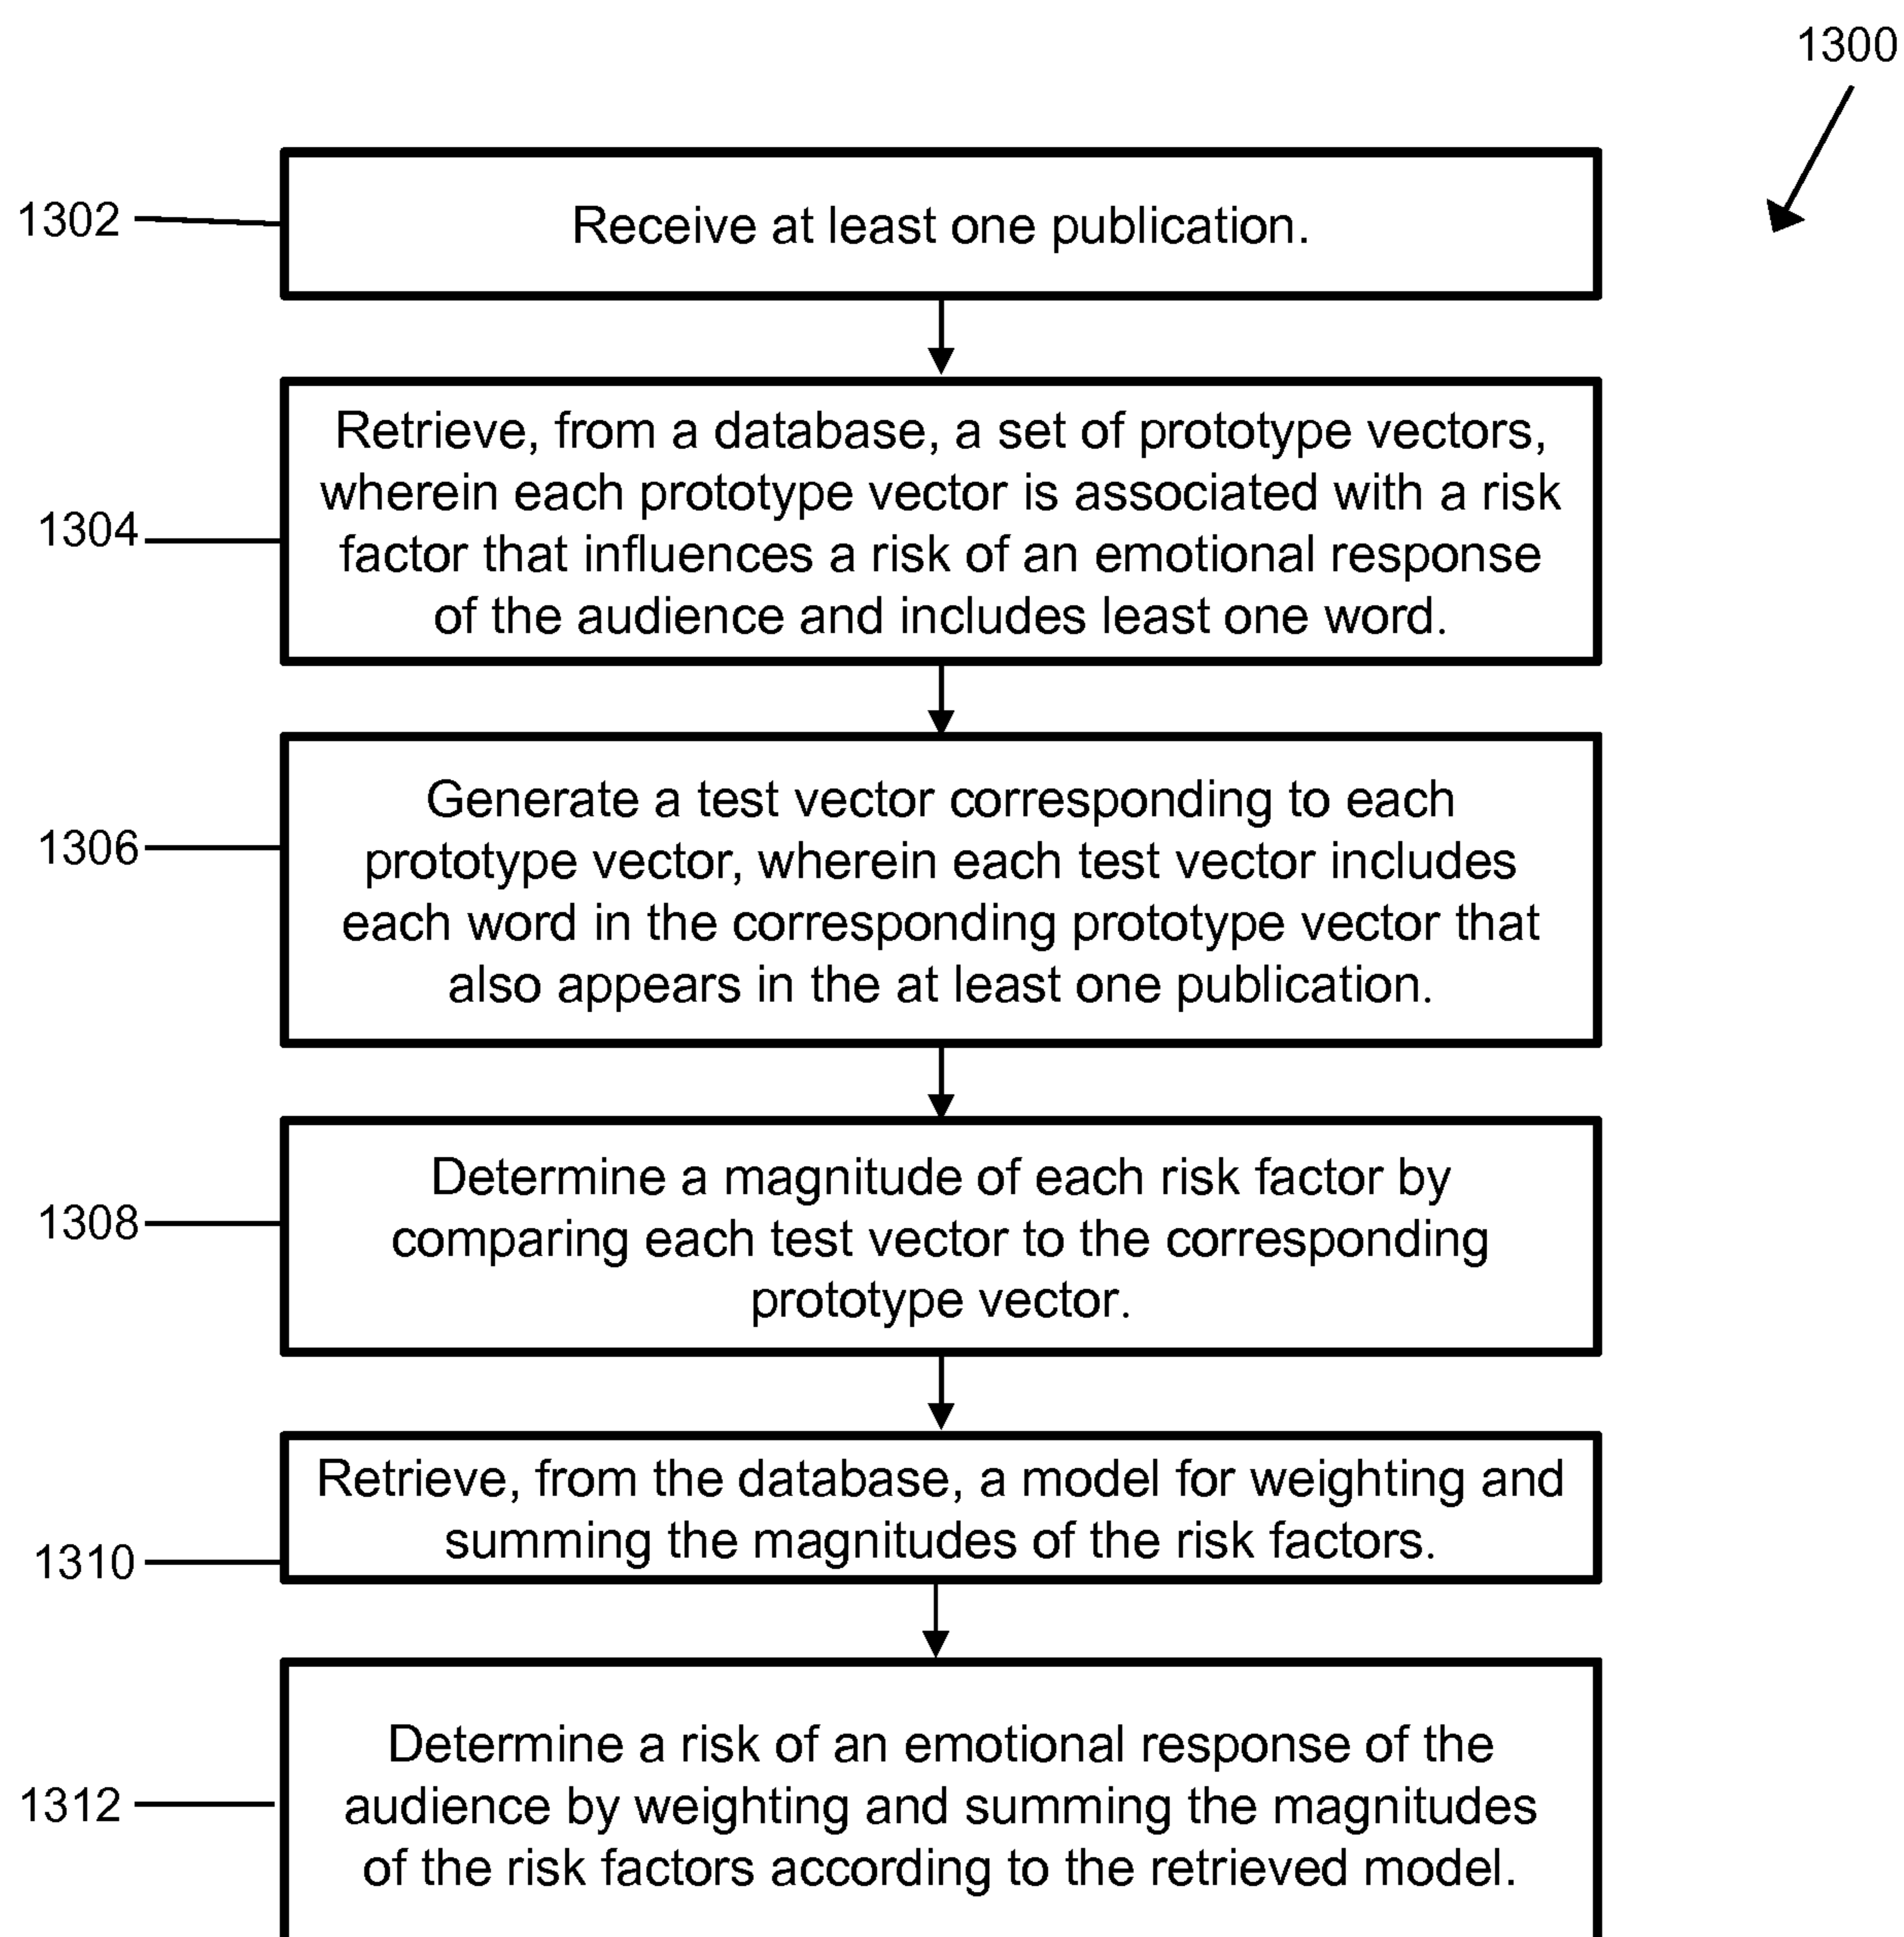 1300
1302
Receive at least one publication.
1304
Retrieve, from a database, a set of prototype vectors,
wherein each prototype vector is associated with a risk
factor that influences a risk of an emotional response
of the audience and includes least one word.
1306
Generate a test vector corresponding to each
prototype vector, wherein each test vector includes
each word in the corresponding prototype vector that
also appears in the at least one publication.
1308
Determine a magnitude of each risk factor by
comparing each test vector to the corresponding
prototype vector.
1310
Retrieve, from the database, a model for weighting and
summing the magnitudes of the risk factors.
1312
Determine a risk of an emotional response of the
audience by weighting and summing the magnitudes
of the risk factors according to the retrieved model.